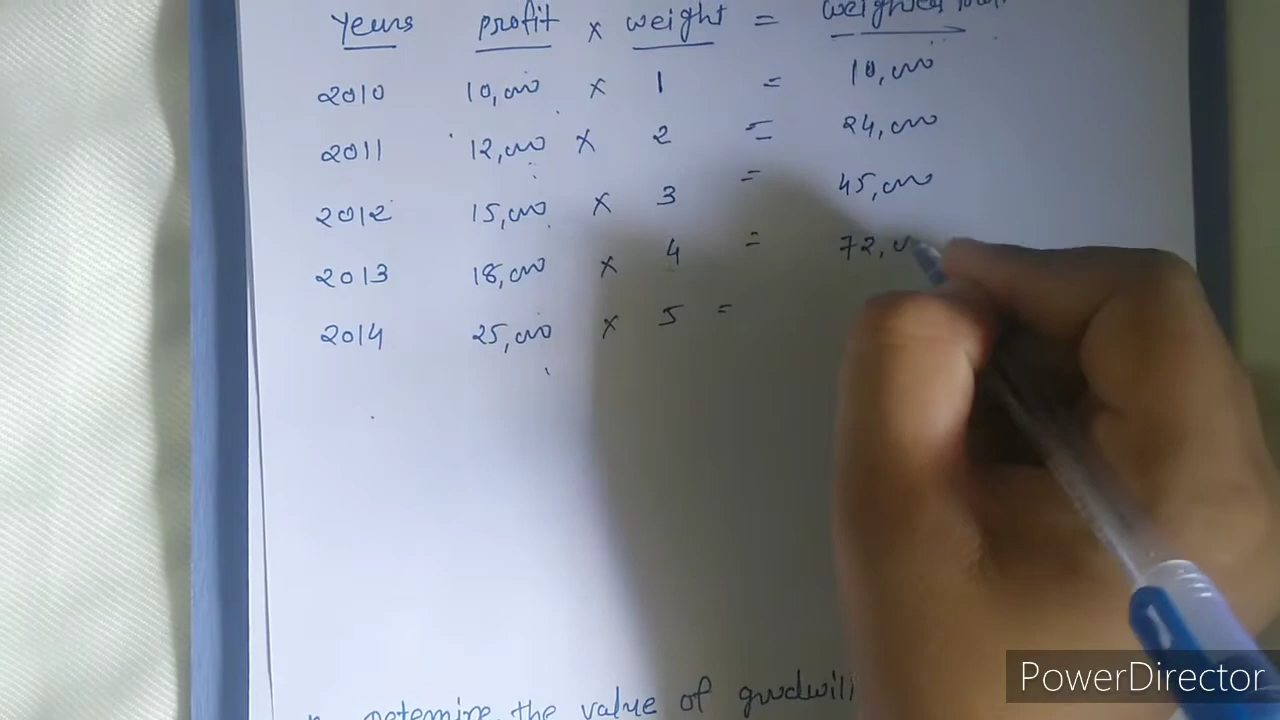 Years profit × weight =
2010 10,000 × 1 = 10,000
2011 12,000 × 2 = 24,000
2012 15,000 × 3 = 45,000
2013 18,000 × 4 = 72,0
2014 25,000 × 5 =
Determine the value of goodwill
PowerDirector